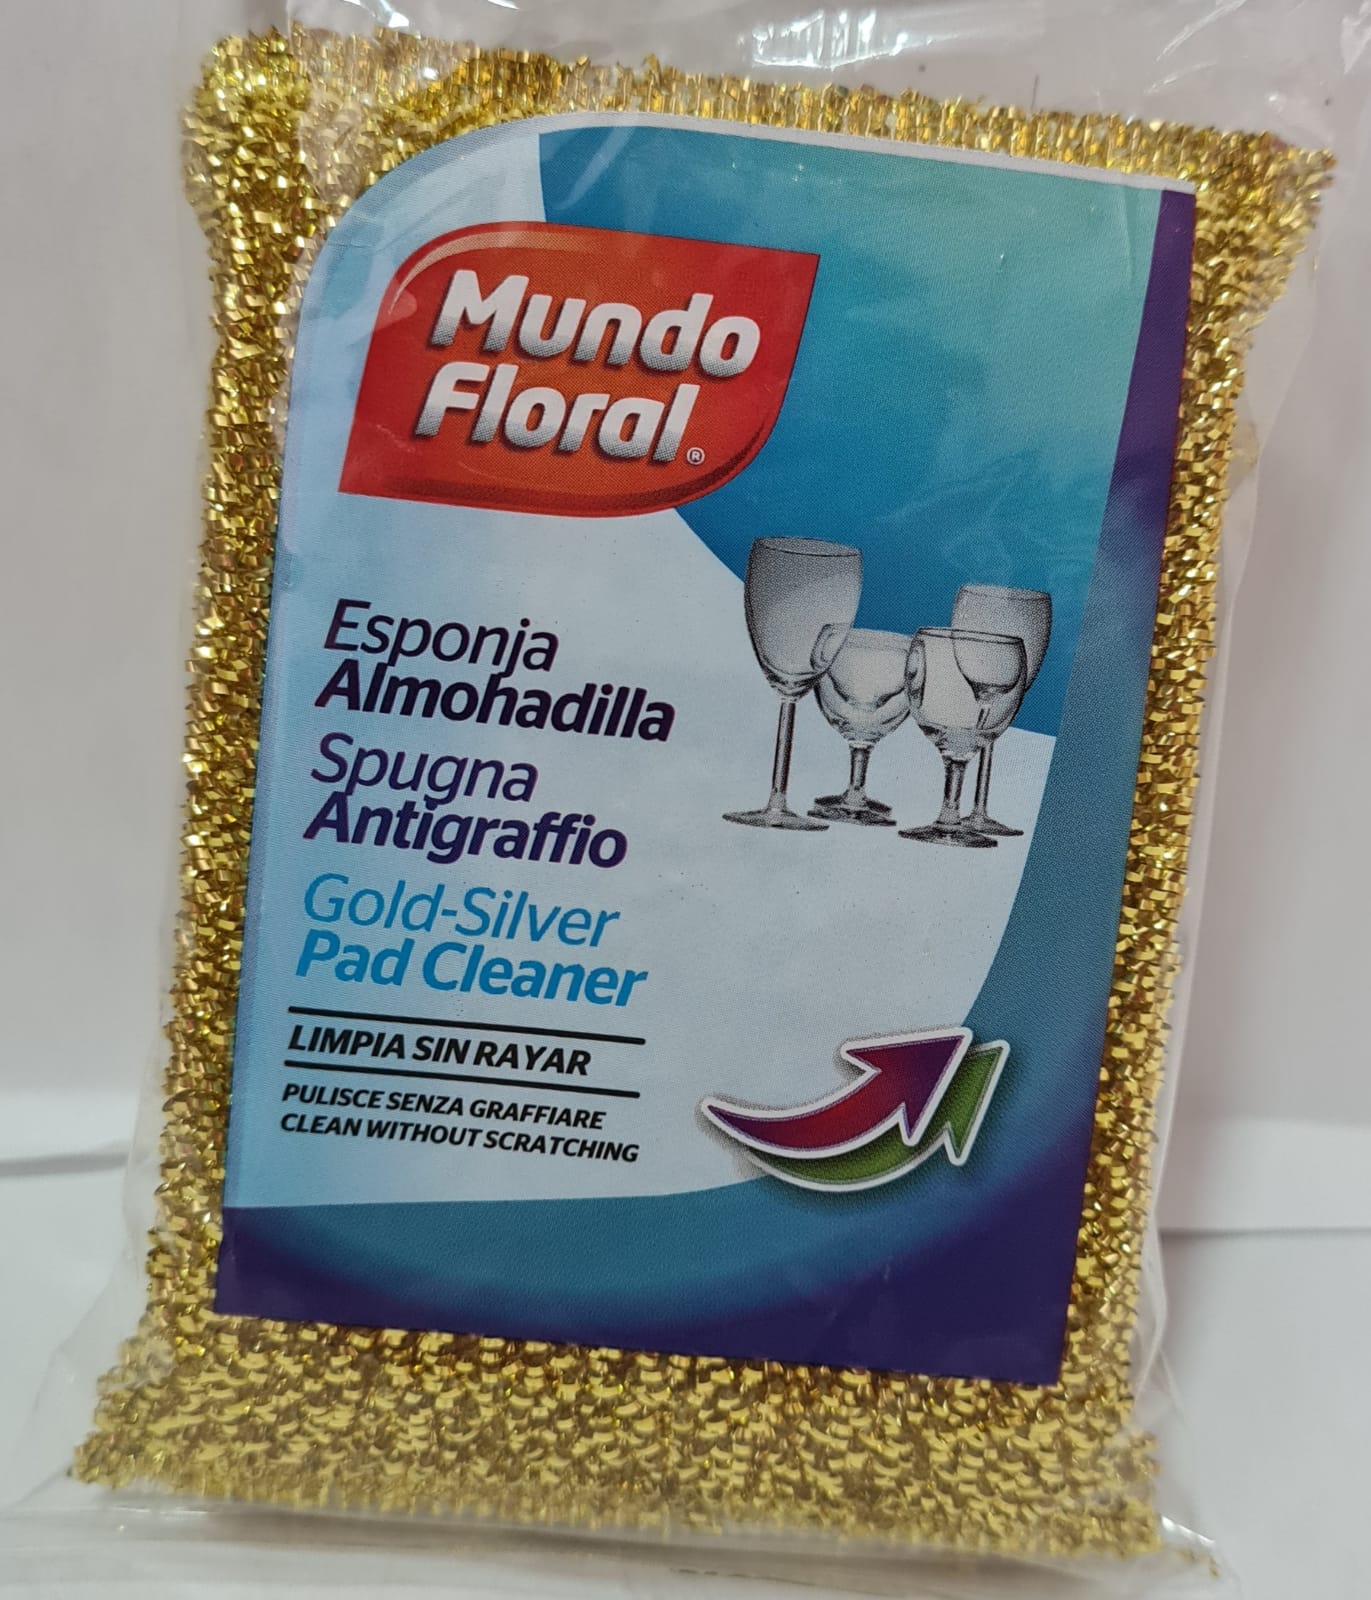 Mundo
Floral®
Esponja
Almohadilla
Spugna
Antigraffio
Gold-Silver
Pad Cleaner
LIMPIA SIN RAYAR
PULISCE SENZA GRAFFIARE
CLEAN WITHOUT SCRATCHING